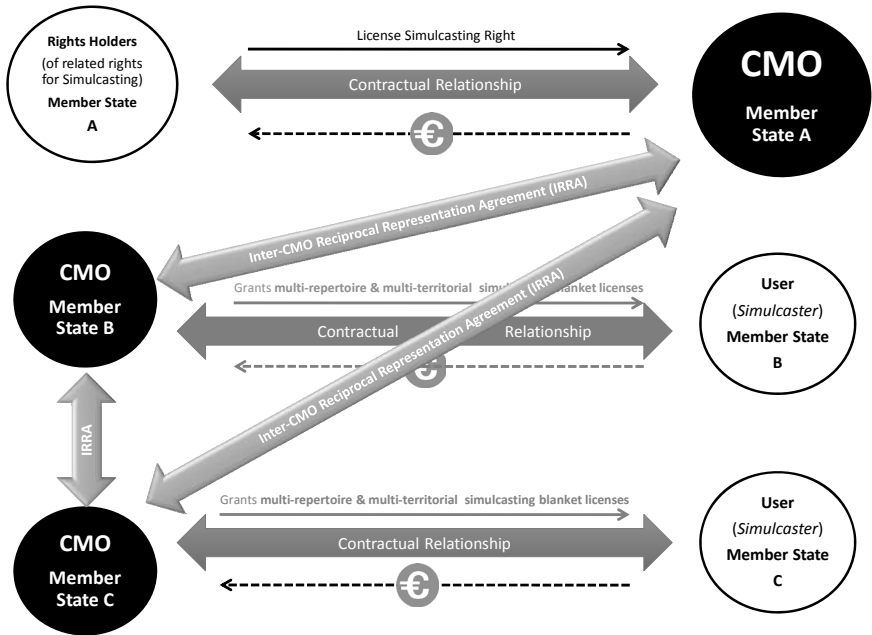 Rights Holders
(of related rights
for Simulcasting)
Member State
A
License Simulcasting Right
Contractual Relationship
€
CMO
Member
State A
Inter-CMO Reciprocal Representation Agreement (IRRA)
CMO
Member
State B
Grants multi-repertoire & multi-territorial simu blanket licenses
Contractual Relationship
€
Inter-CMO Reciprocal Representation Agreement (IRRA)
User
(Simulcaster)
Member State
B
IRRA
CMO
Member
State C
Grants multi-repertoire & multi-territorial simulcasting blanket licenses
Contractual Relationship
€
User
(Simulcaster)
Member State
C